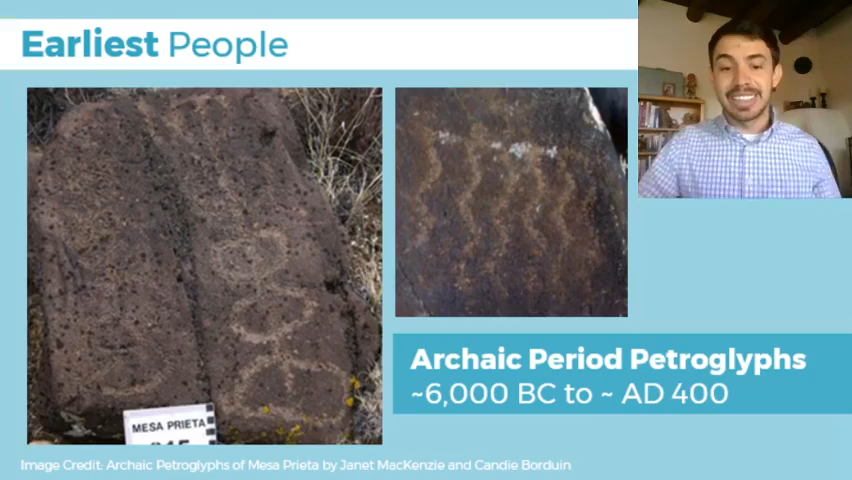 Earliest People
MESA PRIETA
Archaic Period Petroglyphs
~6,000 BC to ~ AD 400
Image Credit: Archaic Petroglyphs of Mesa Prieta by Janet MacKenzie and Candie Borduin